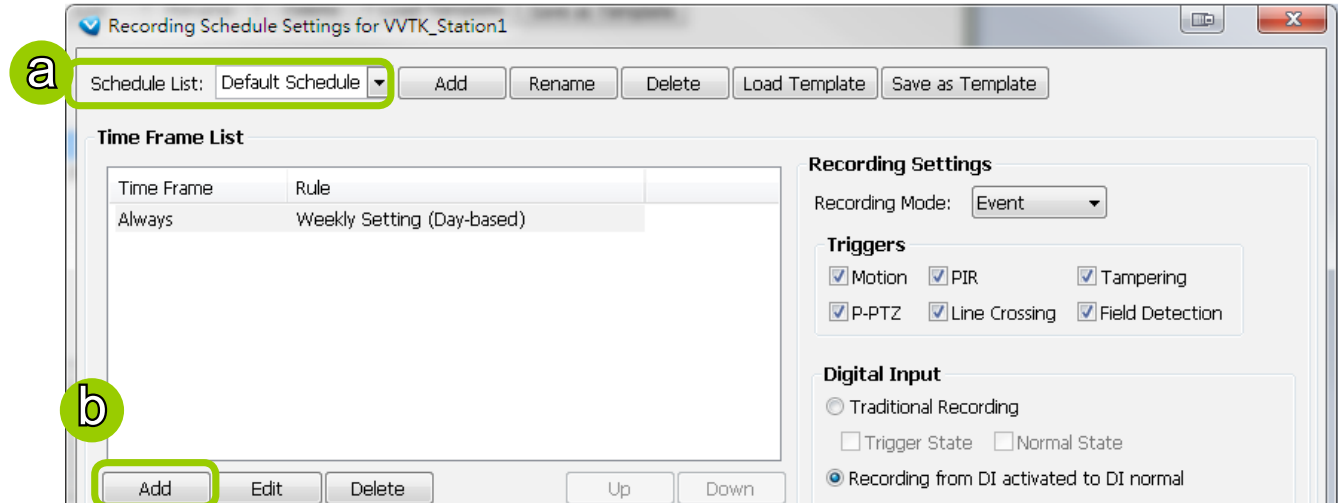 Recording Schedule Settings for VVTK_Station1
a
Schedule List: Default Schedule Add Rename Delete Load Template Save as Template
Time Frame List
Time Frame Rule
Always Weekly Setting (Day-based)
Recording Settings
Recording Mode: Event
Triggers
Motion PIR Tampering
P-PTZ Line Crossing Field Detection
Digital Input
Traditional Recording
Trigger State Normal State
Recording from DI activated to DI normal
b
Add Edit Delete Up Down